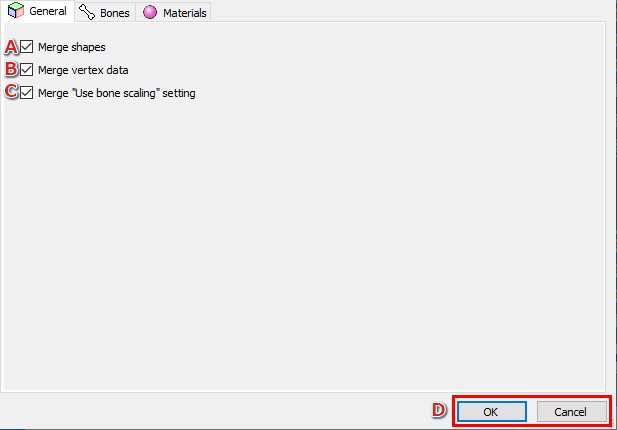 General Bones Materials
A Merge shapes
B Merge vertex data
C Merge "Use bone scaling" setting
D OK Cancel